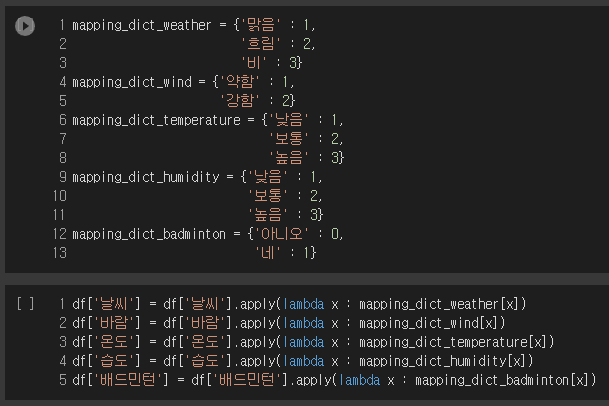 1 mapping_dict_weather = {'맑음' : 1,
2 '흐림' : 2,
3 '비' : 3}
4 mapping_dict_wind = {'약함' : 1,
5 '강함' : 2}
6 mapping_dict_temperature = {'낮음' : 1,
7 '보통' : 2,
8 '높음' : 3}
9 mapping_dict_humidity = {'낮음' : 1,
10 '보통' : 2,
11 '높음' : 3}
12 mapping_dict_badminton = {'아니오' : 0,
13 '네' : 1}
[ ] 1 df['날씨'] = df['날씨'].apply(lambda x : mapping_dict_weather[x])
2 df['바람'] = df['바람'].apply(lambda x : mapping_dict_wind[x])
3 df['온도'] = df['온도'].apply(lambda x : mapping_dict_temperature[x])
4 df['습도'] = df['습도'].apply(lambda x : mapping_dict_humidity[x])
5 df['배드민턴'] = df['배드민턴'].apply(lambda x : mapping_dict_badminton[x])